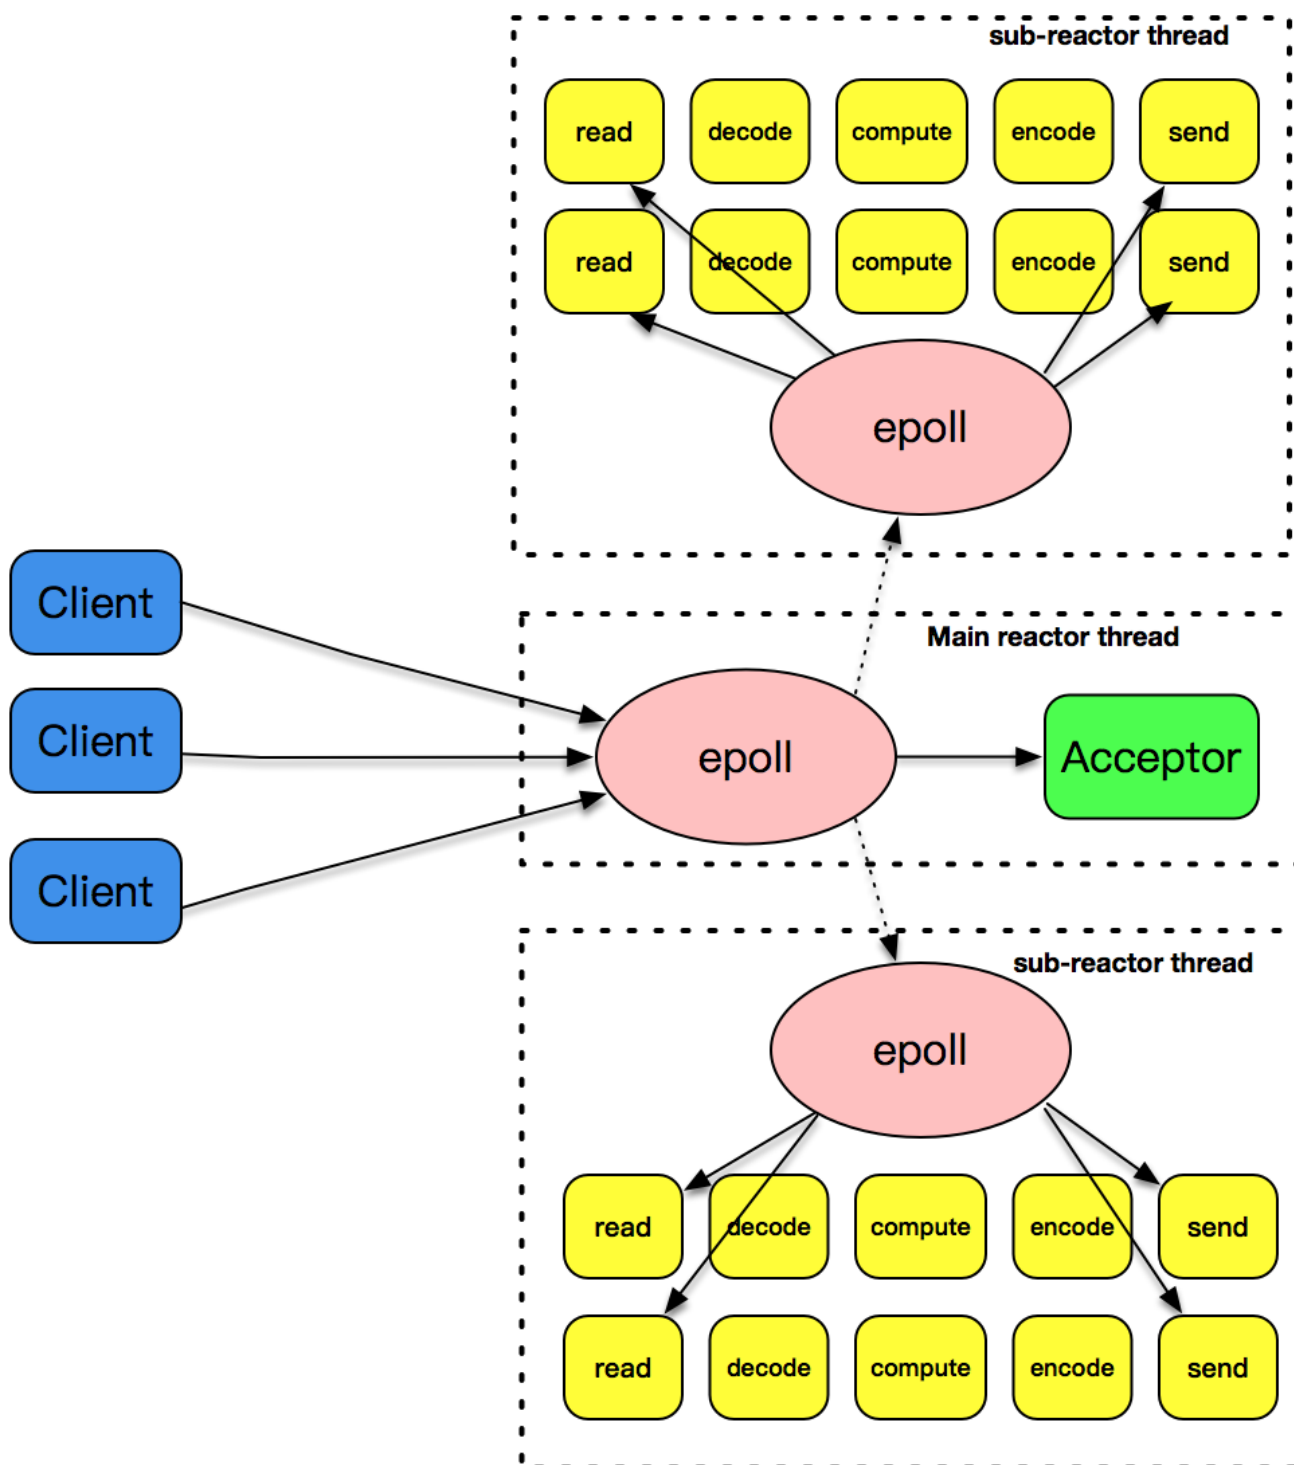 sub-reactor thread
read decode compute encode send
read decode compute encode send
epoll
Client
Main reactor thread
Client
epoll
Acceptor
Client
sub-reactor thread
epoll
read decode compute encode send
read decode compute encode send